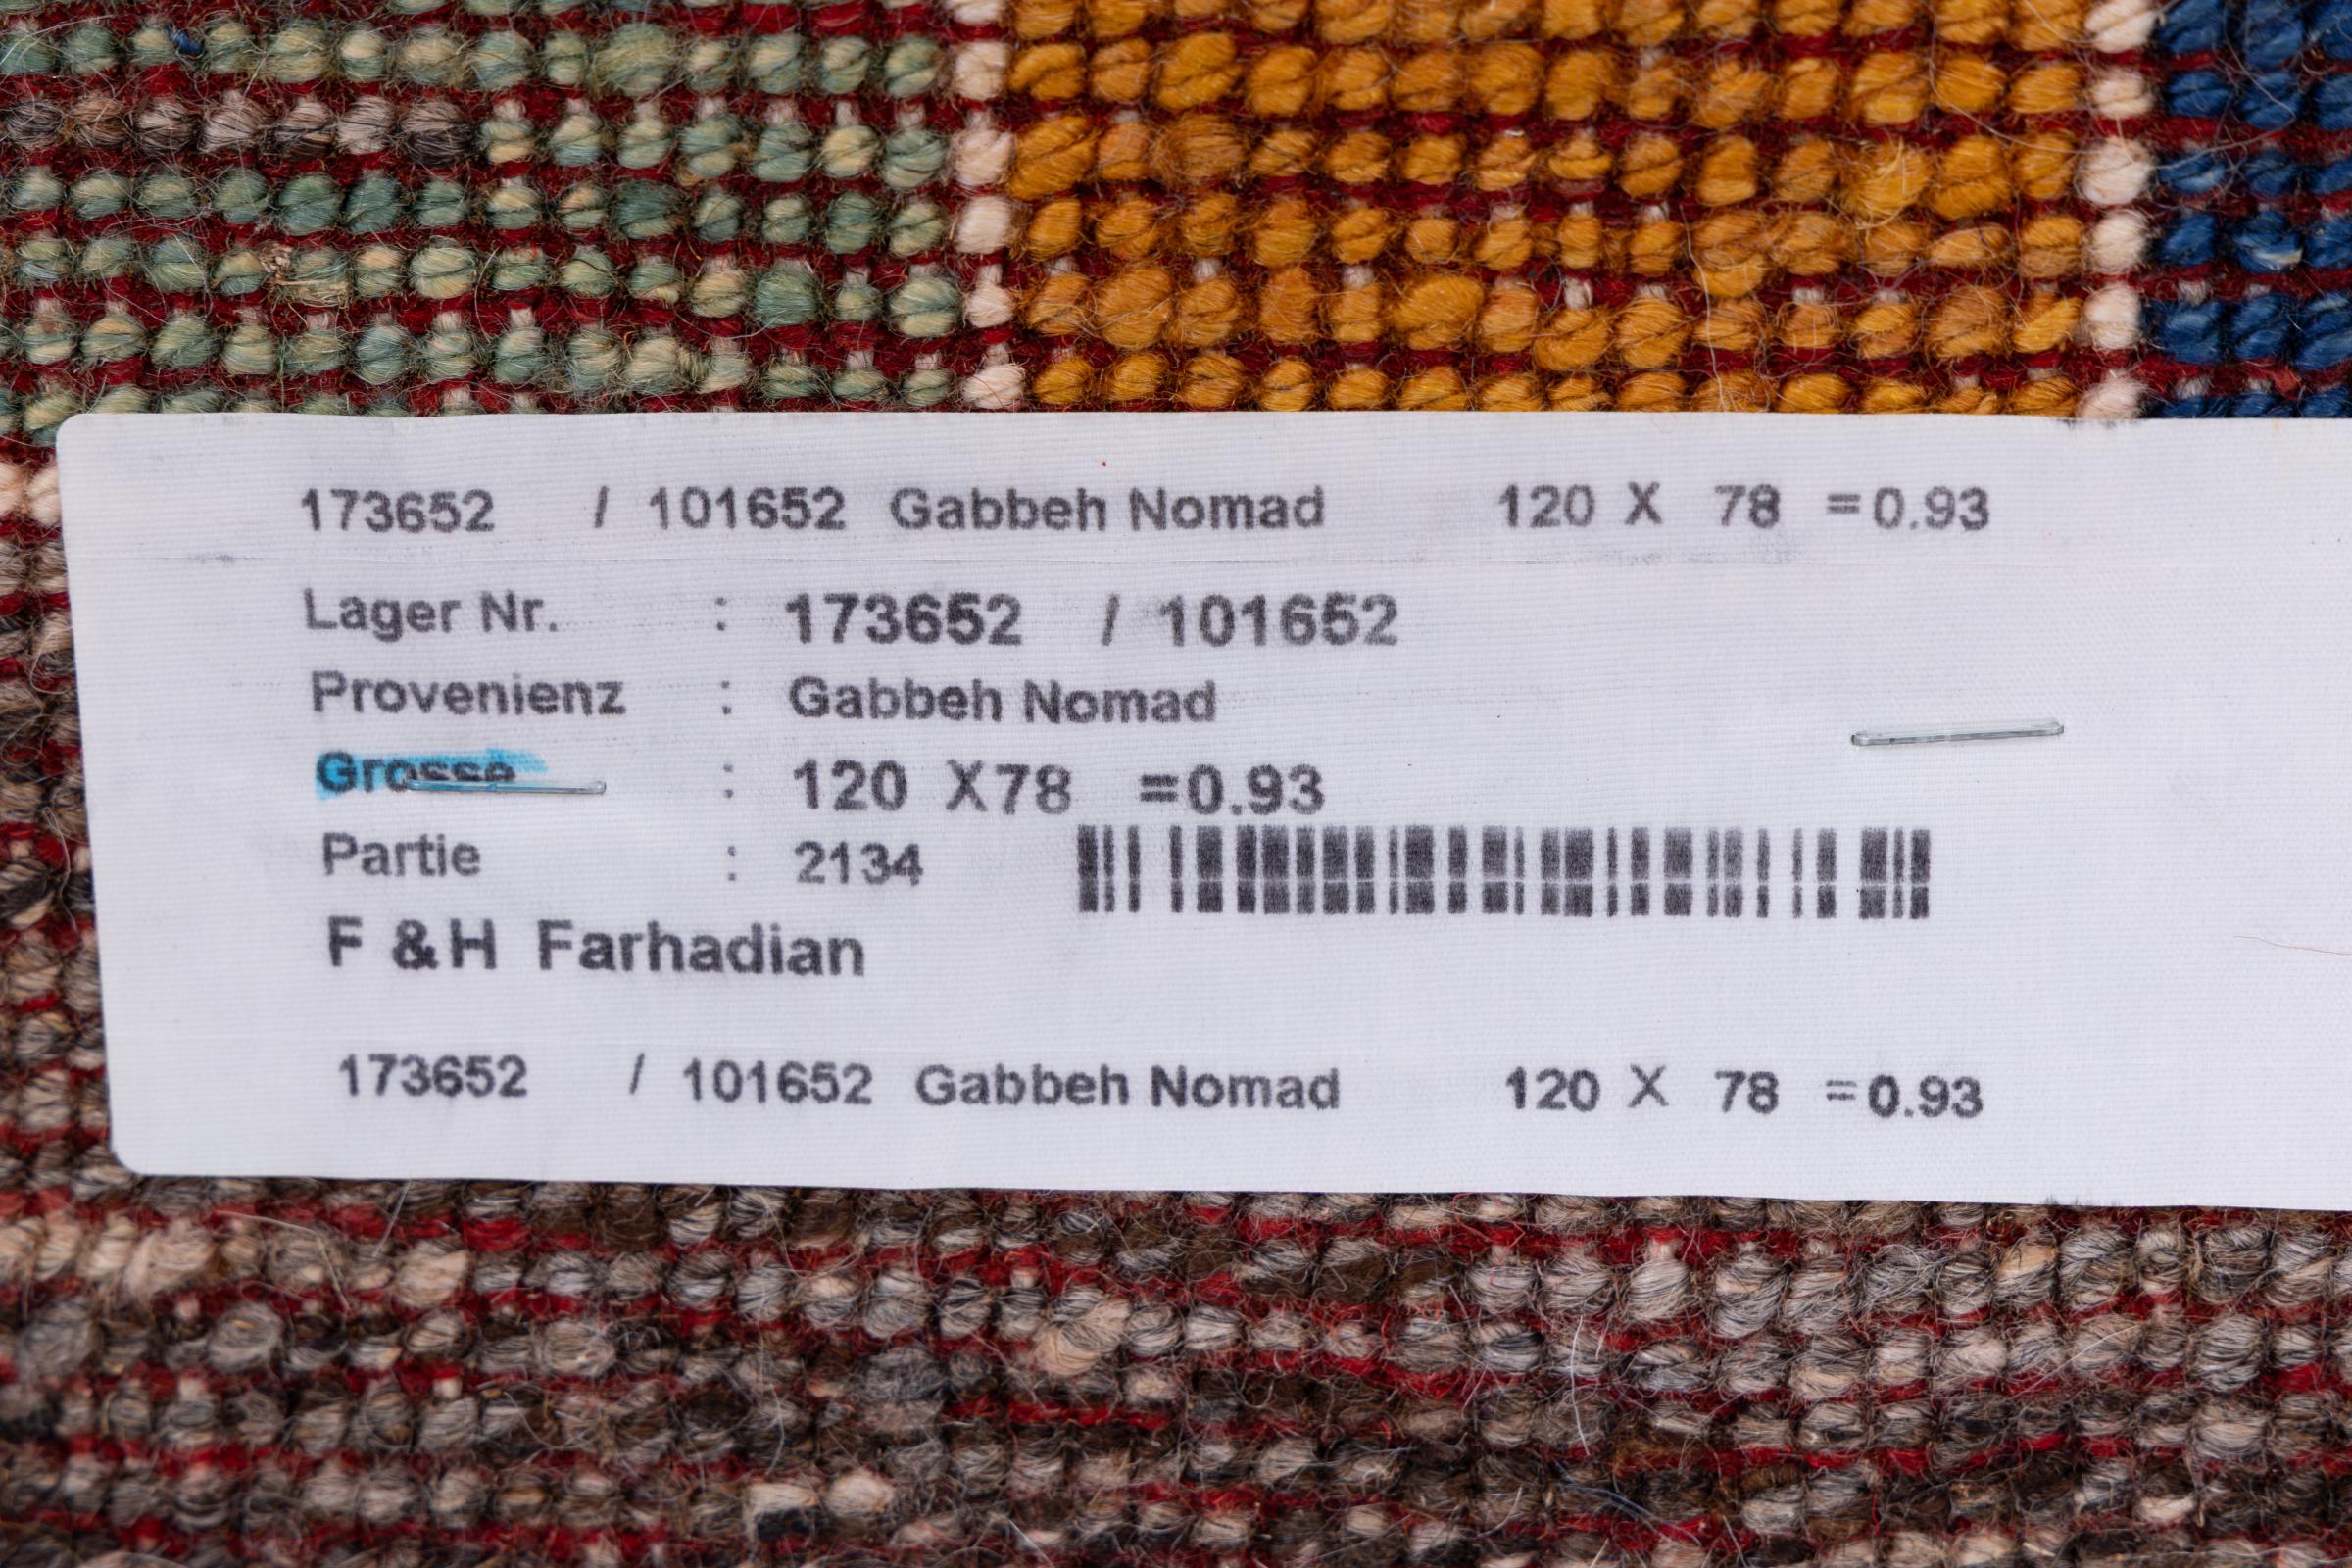 173652 / 101652 Gabbeh Nomad 120 X 78 =0.93
Lager Nr. : 173652 / 101652
Provenienz : Gabbeh Nomad
Grosse : 120 X78 =0.93
Partie : 2134
F &H Farhadian
173652 / 101652 Gabbeh Nomad 120 X 78 =0.93